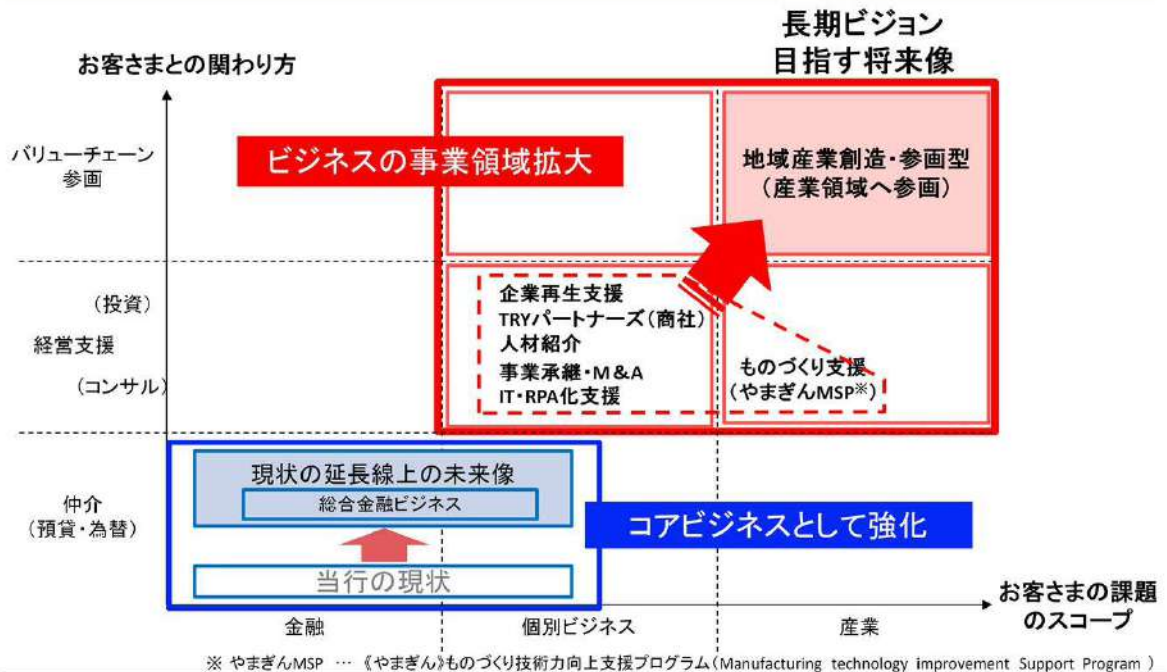 長期ビジョン
目指す将来像
お客さまとの関わり方
バリューチェーン
参画
ビジネスの事業領域拡大
地域産業創造・参画型
(産業領域へ参画)
(投資)
経営支援
(コンサル)
企業再生支援
TRYパートナーズ(商社)
人材紹介
事業承継・M&A
IT・RPA化支援
ものづくり支援
(やまぎんMSP※)
仲介
(預貸・為替)
現状の延長線上の未来像
総合金融ビジネス
当行の現状
コアビジネスとして強化
お客さまの課題
のスコープ
金融
個別ビジネス
産業
※ やまぎんMSP … 《やまぎん》ものづくり技術力向上支援プログラム(Manufacturing technology improvement Support Program )